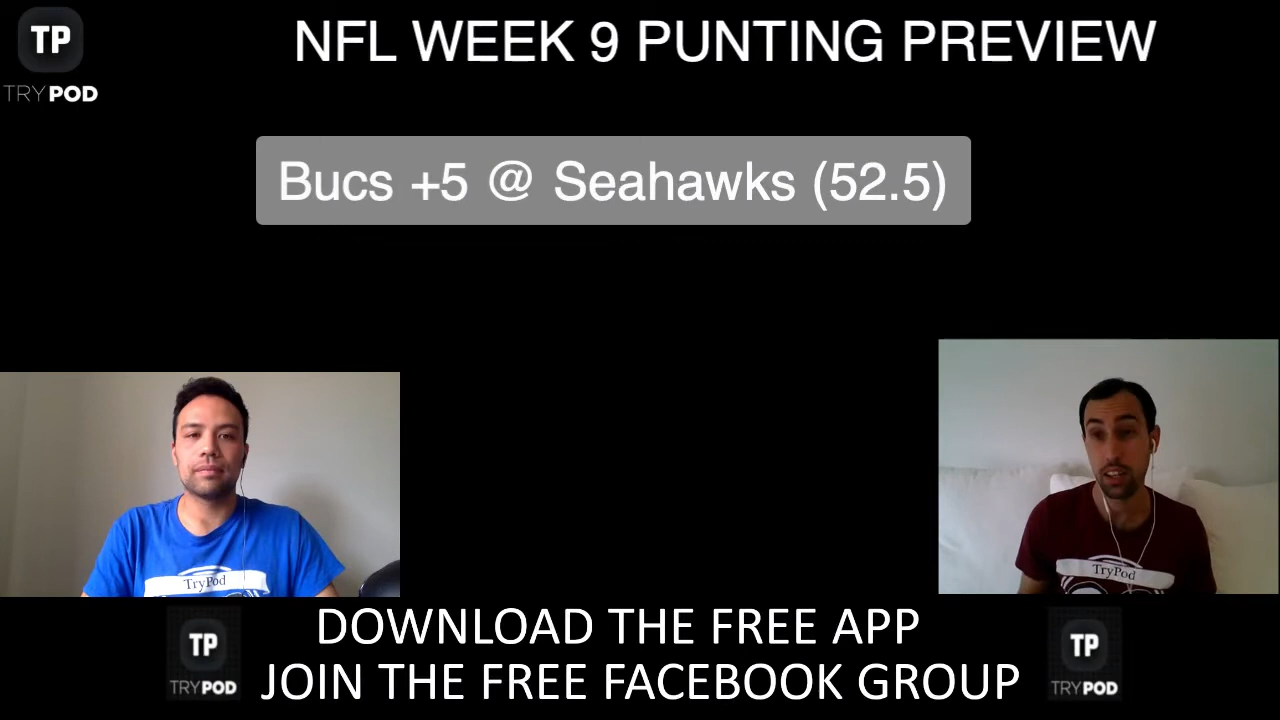 TP
TRYPOD
NFL WEEK 9 PUNTING PREVIEW
Bucs +5 @ Seahawks (52.5)
TryPod
TryPod
TP
TRYPOD
DOWNLOAD THE FREE APP
JOIN THE FREE FACEBOOK GROUP
TP
TRYPOD